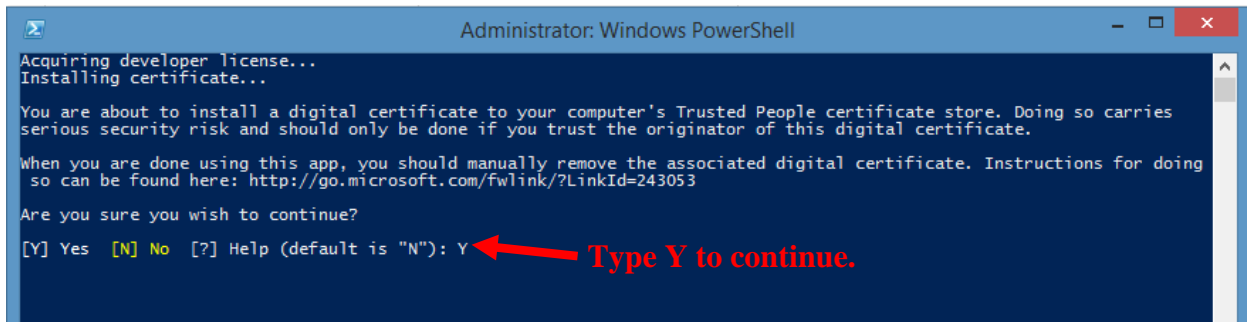 Administrator: Windows PowerShell
Acquiring developer license...
Installing certificate...
You are about to install a digital certificate to your computer's Trusted People certificate store. Doing so carries
serious security risk and should only be done if you trust the originator of this digital certificate.
When you are done using this app, you should manually remove the associated digital certificate. Instructions for doing
so can be found here: http://go.microsoft.com/fwlink/?LinkId=243053
Are you sure you wish to continue?
[Y] Yes [N] No [?] Help (default is "N"): Y Type Y to continue.